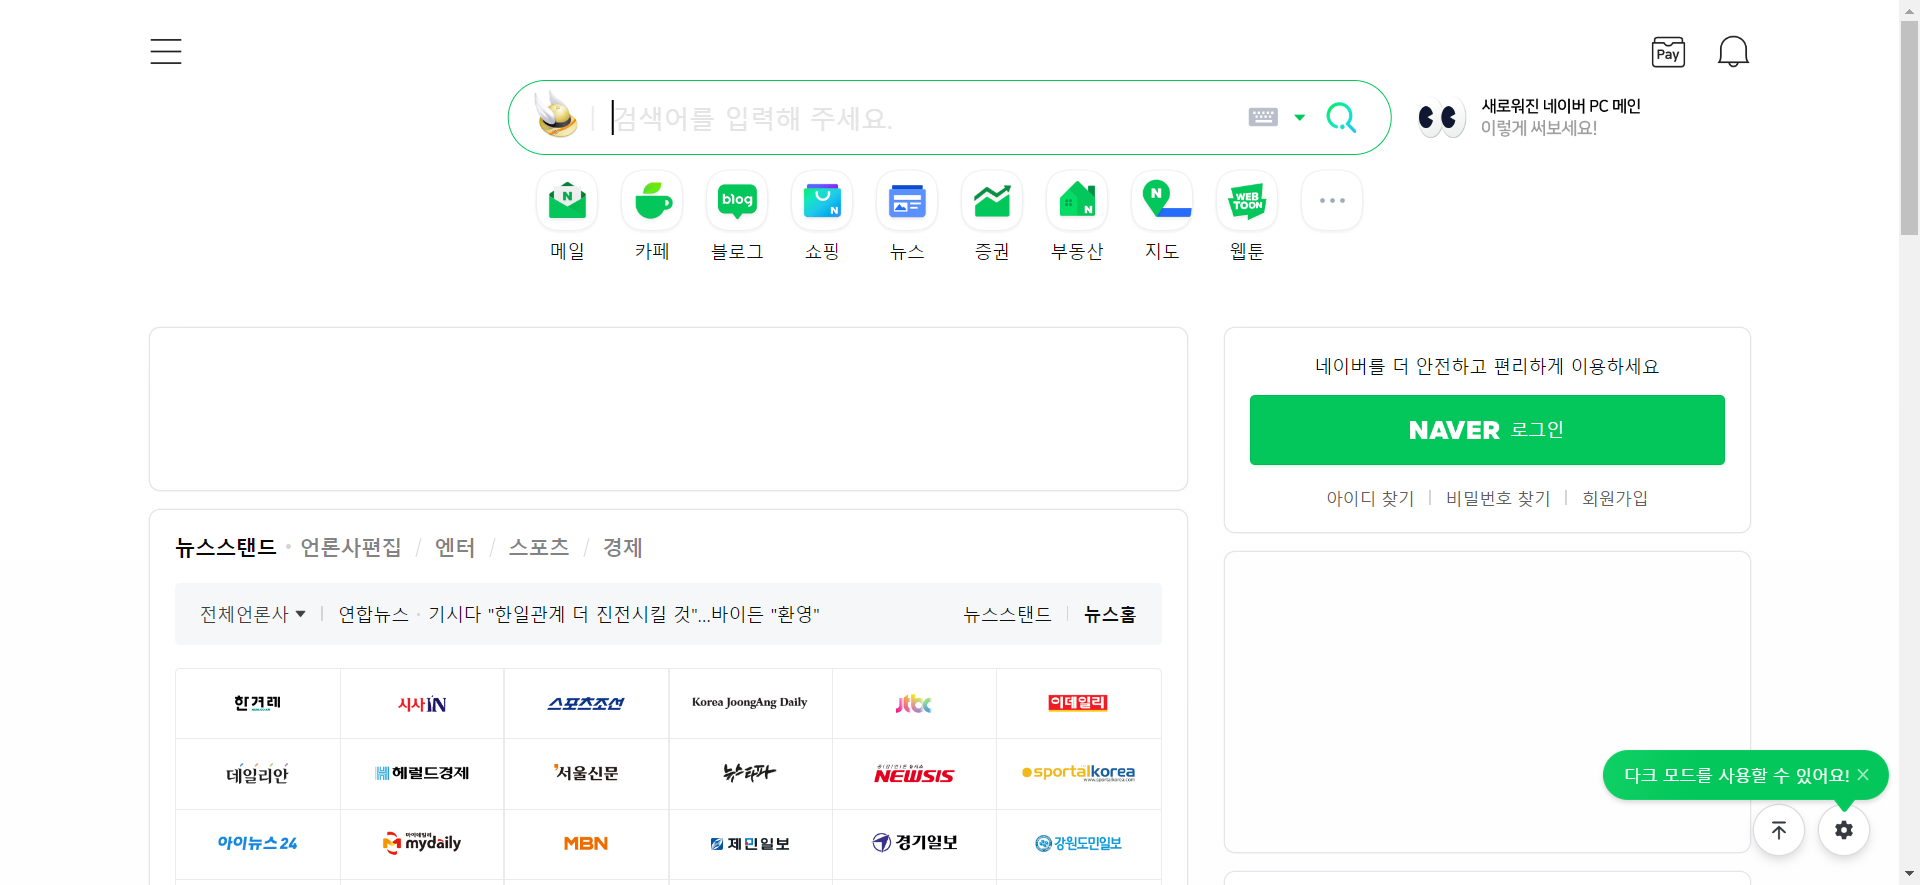 Pay
검색어를 입력해 주세요.
새로워진 네이버 PC 메인
이렇게 써보세요!
N
blog
N
N
N
WEB TOON
메일
카페
블로그
쇼핑
뉴스
증권
부동산
지도
웹툰
네이버를 더 안전하고 편리하게 이용하세요
NAVER 로그인
아이디 찾기
비밀번호 찾기
회원가입
뉴스스탠드 · 언론사편집 / 엔터 / 스포츠 / 경제
전체언론사 연합뉴스 · 기시다 "한일관계 더 진전시킬 것"...바이든 "환영" 뉴스스탠드 뉴스홈
한겨레 시사IN 스포츠조선 Korea JoongAng Daily jtbc 이데일리
데일리안 헤럴드경제 서울신문 뉴스타파 NEWSIS sportalkorea
www.sportalkorea.com
아이뉴스24 마이데일리 mydaily MBN 제민일보 경기일보 강원도민일보
다크 모드를 사용할 수 있어요!